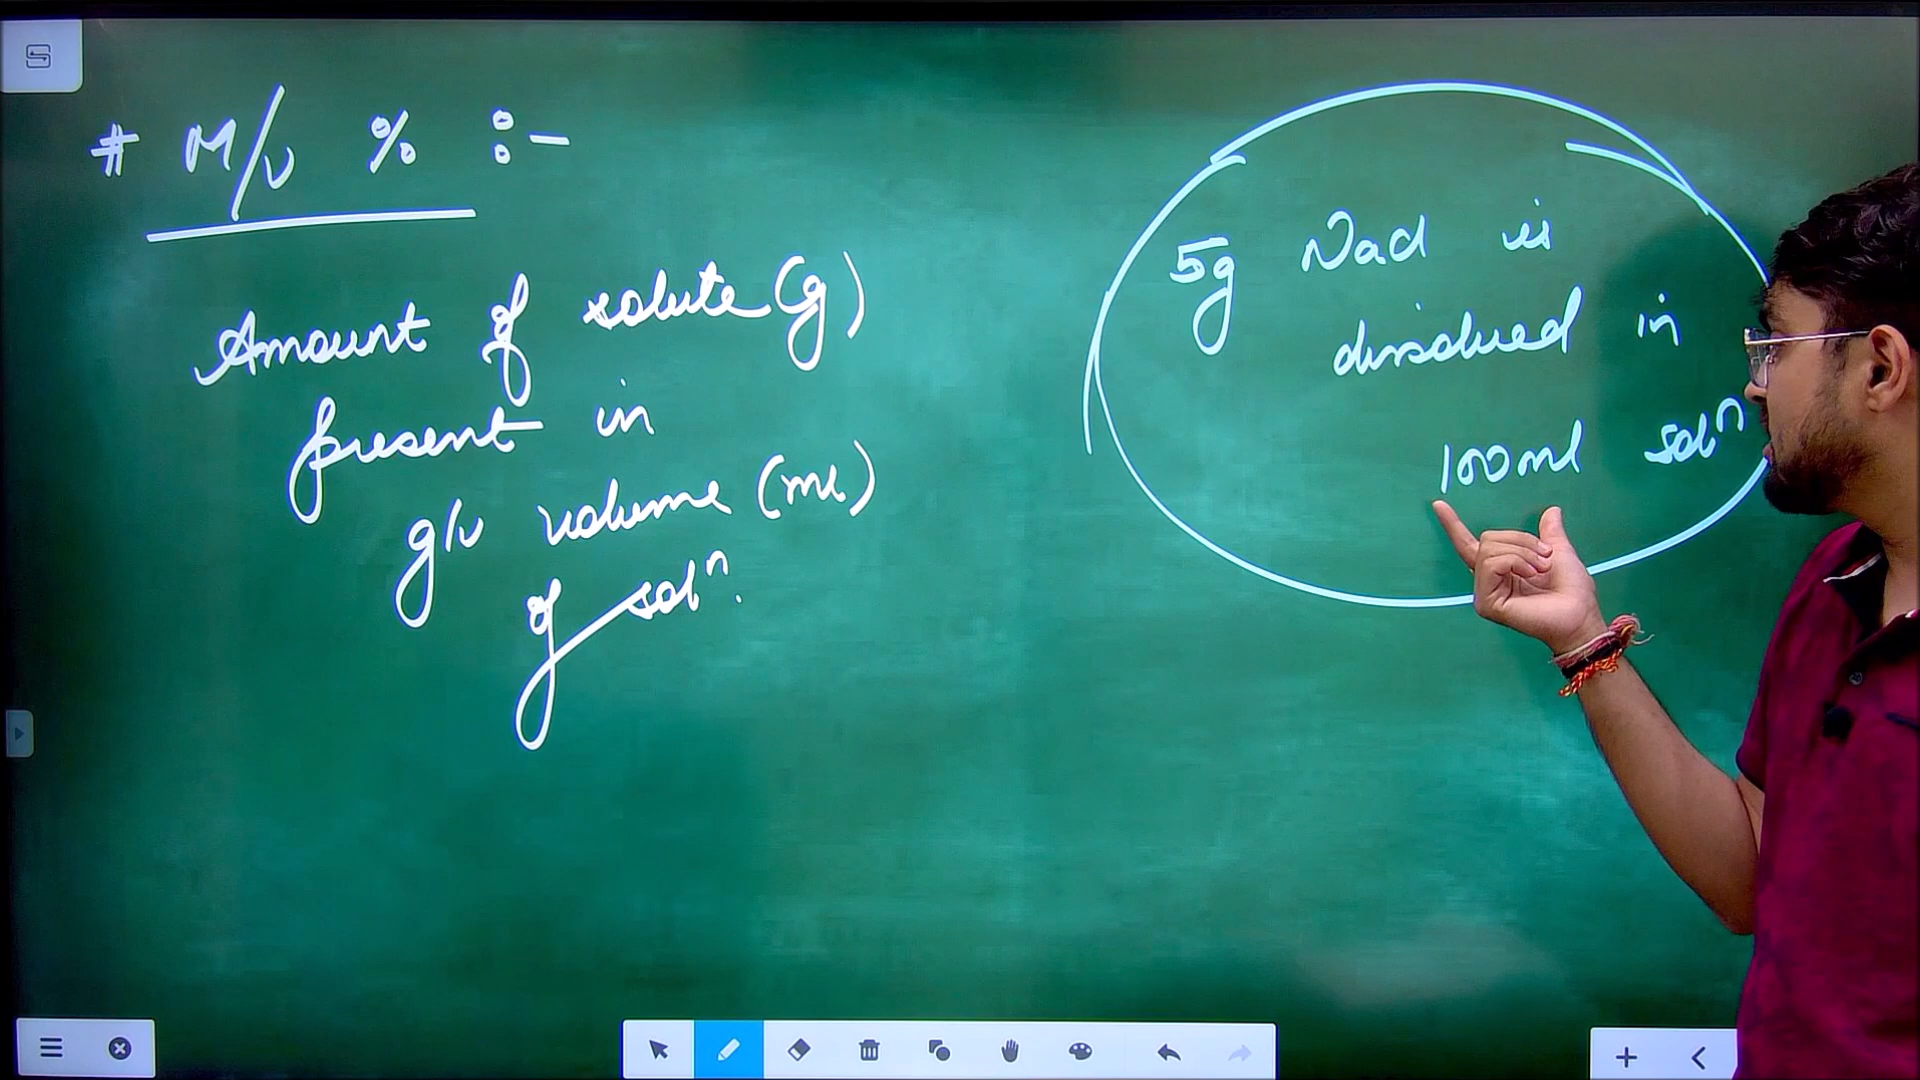 # M/V % :-
Amount of solute (g)
present in
g/v volume (ml)
of solⁿ.
5g NaCl is
dissolved in
100ml solⁿ